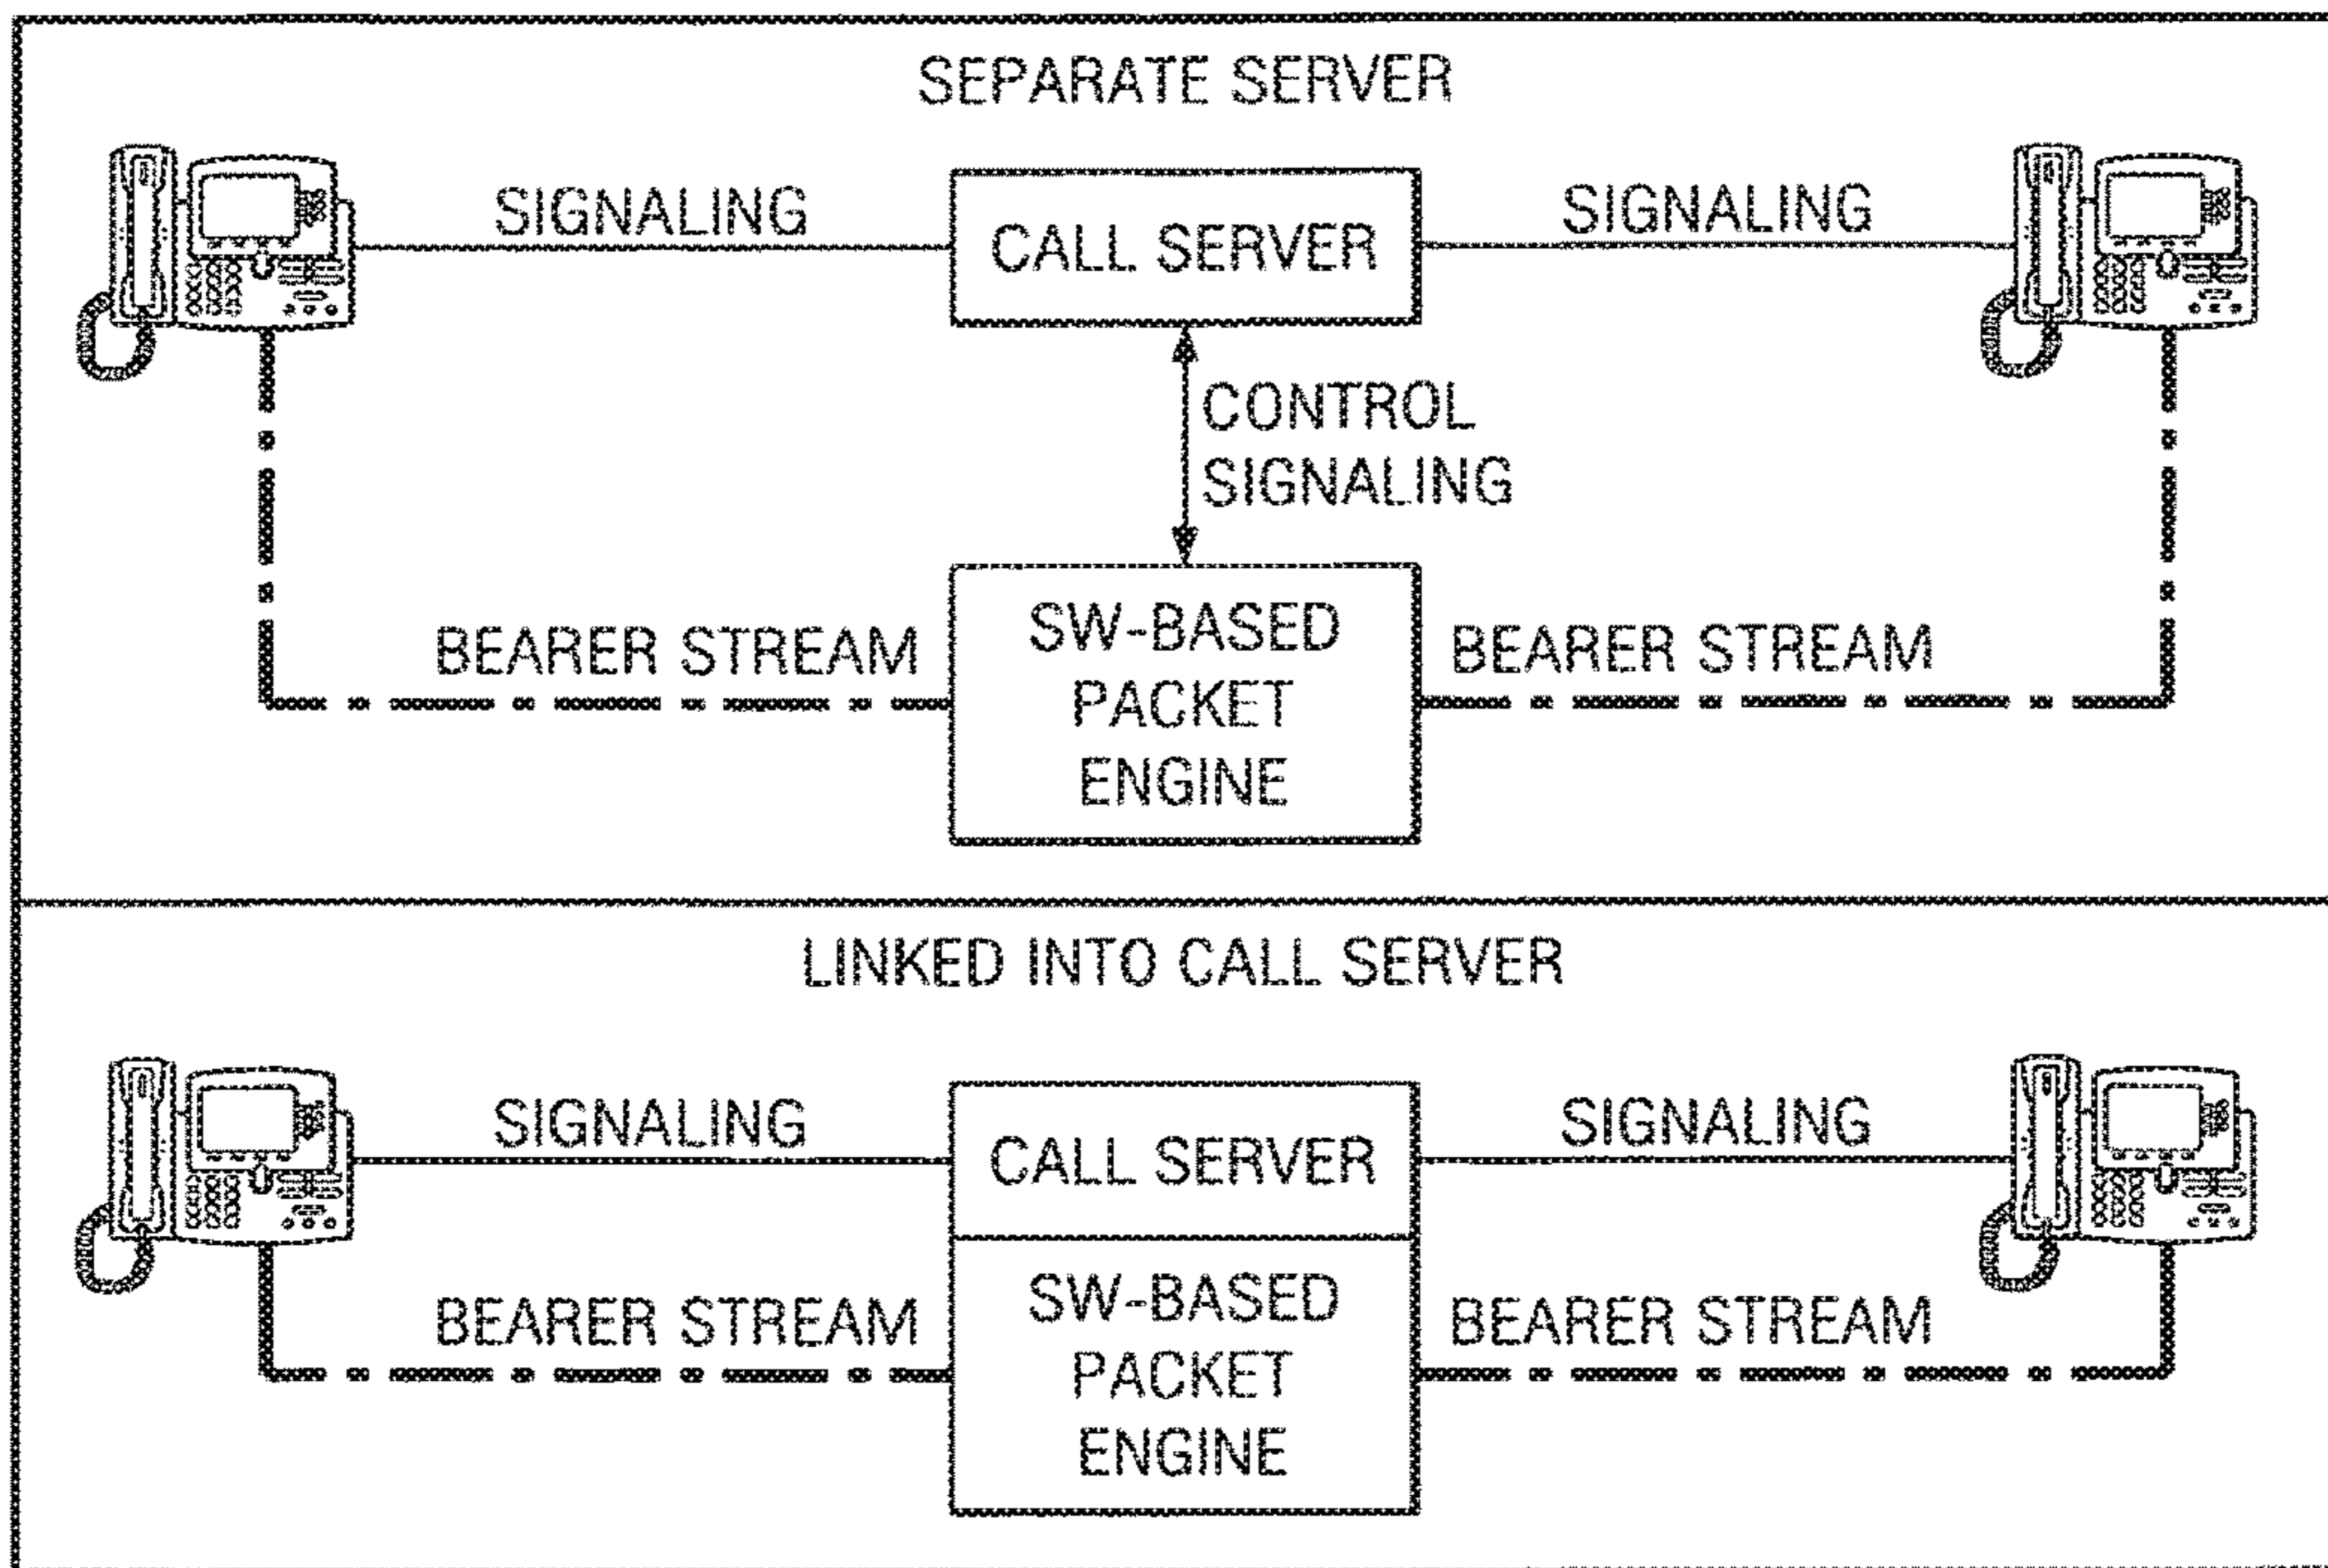 SEPARATE SERVER
SIGNALING
CALL SERVER
SIGNALING
CONTROL
SIGNALING
BEARER STREAM
SW-BASED
PACKET
ENGINE
BEARER STREAM
LINKED INTO CALL SERVER
SIGNALING
CALL SERVER
SIGNALING
BEARER STREAM
SW-BASED
PACKET
ENGINE
BEARER STREAM